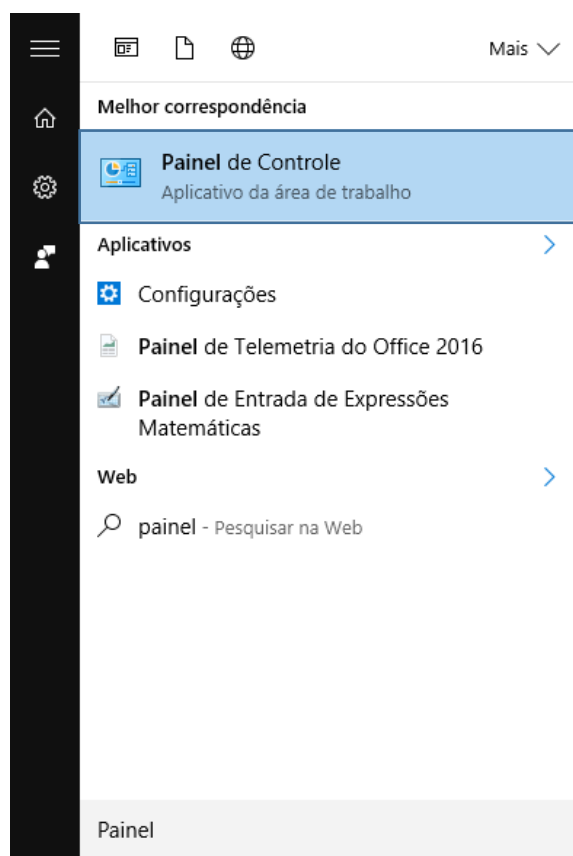 Mais
Melhor correspondência
Painel de Controle
Aplicativo da área de trabalho
Aplicativos
Configurações
Painel de Telemetria do Office 2016
Painel de Entrada de Expressões
Matemáticas
Web
painel - Pesquisar na Web
Painel